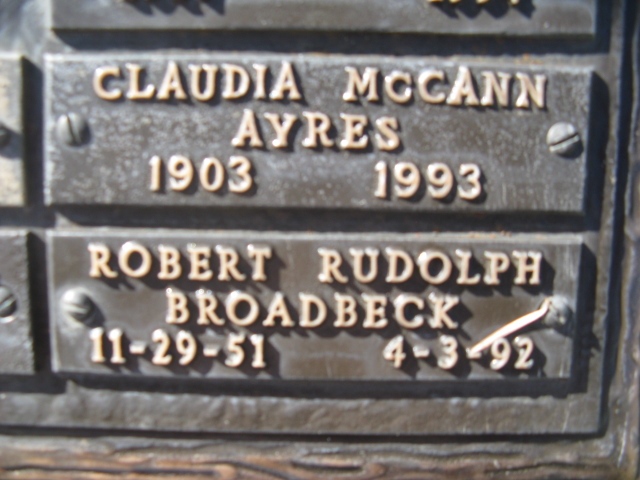 CLAUDIA McCANN
AYRES
1903 1993
ROBERT RUDOLPH
BROADBECK
11-29-51 4-3-92